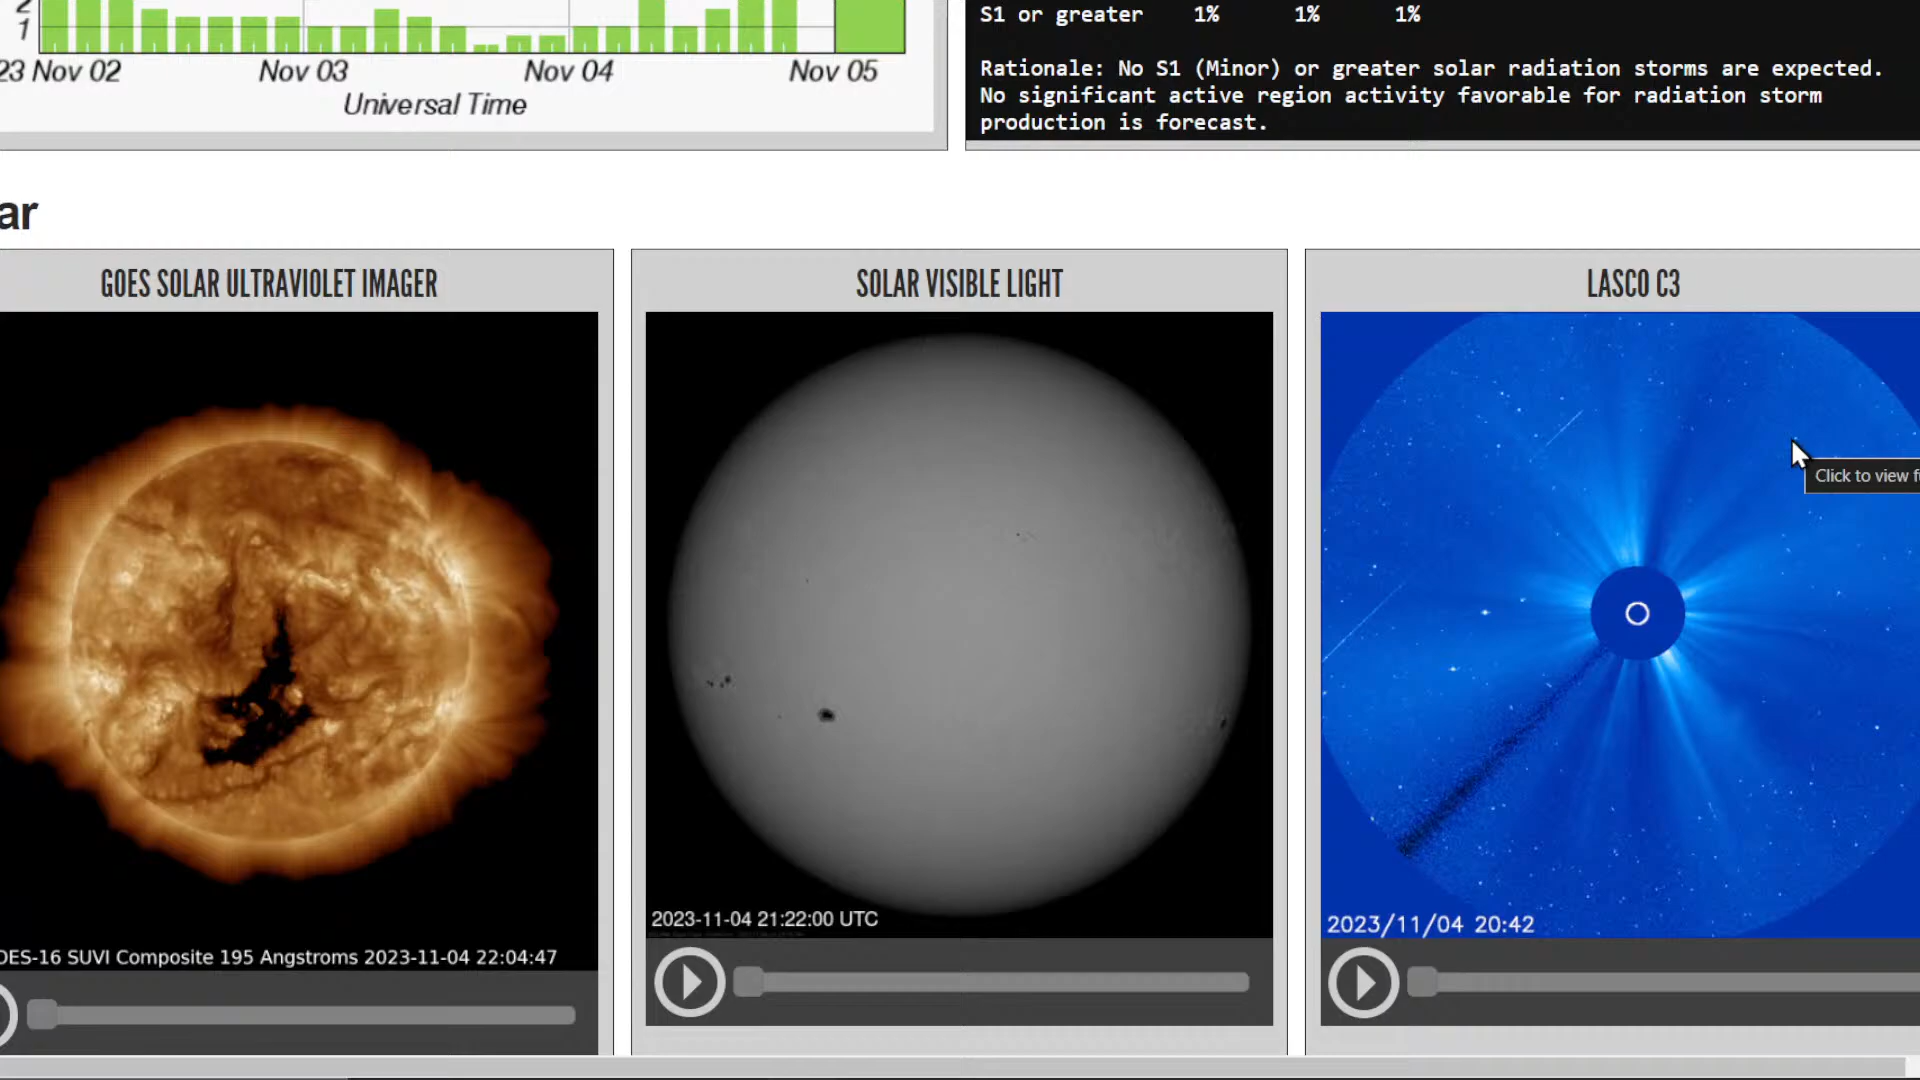 2
1
23 Nov 02 Nov 03 Nov 04 Nov 05
Universal Time
S1 or greater 1% 1% 1%
Rationale: No S1 (Minor) or greater solar radiation storms are expected.
No significant active region activity favorable for radiation storm
production is forecast.
ar
GOES SOLAR ULTRAVIOLET IMAGER
OES-16 SUVI Composite 195 Angstroms 2023-11-04 22:04:47
SOLAR VISIBLE LIGHT
2023-11-04 21:22:00 UTC
LASCO C3
Click to view f
2023/11/04 20:42